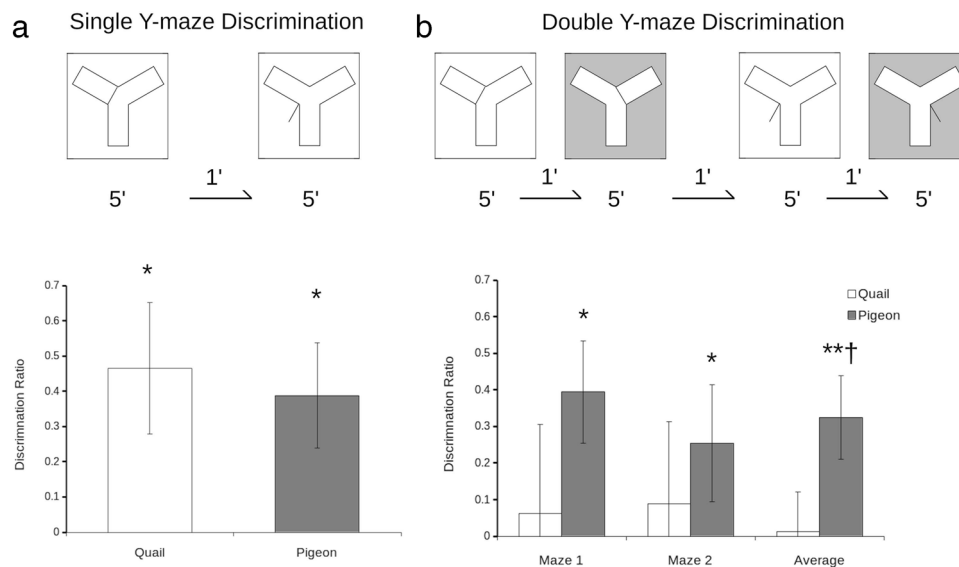 a
Single Y-maze Discrimination
1'
5'
5'
0.7
0.6
0.5
0.4
0.3
0.2
0.1
0
Discrimnation Ratio
*
*
Quail
Pigeon
b
Double Y-maze Discrimination
1'
1'
1'
5'
5'
5'
5'
0.7
0.6
0.5
0.4
0.3
0.2
0.1
0
Discrimnation Ratio
Quail
Pigeon
*
*
**†
Maze 1
Maze 2
Average